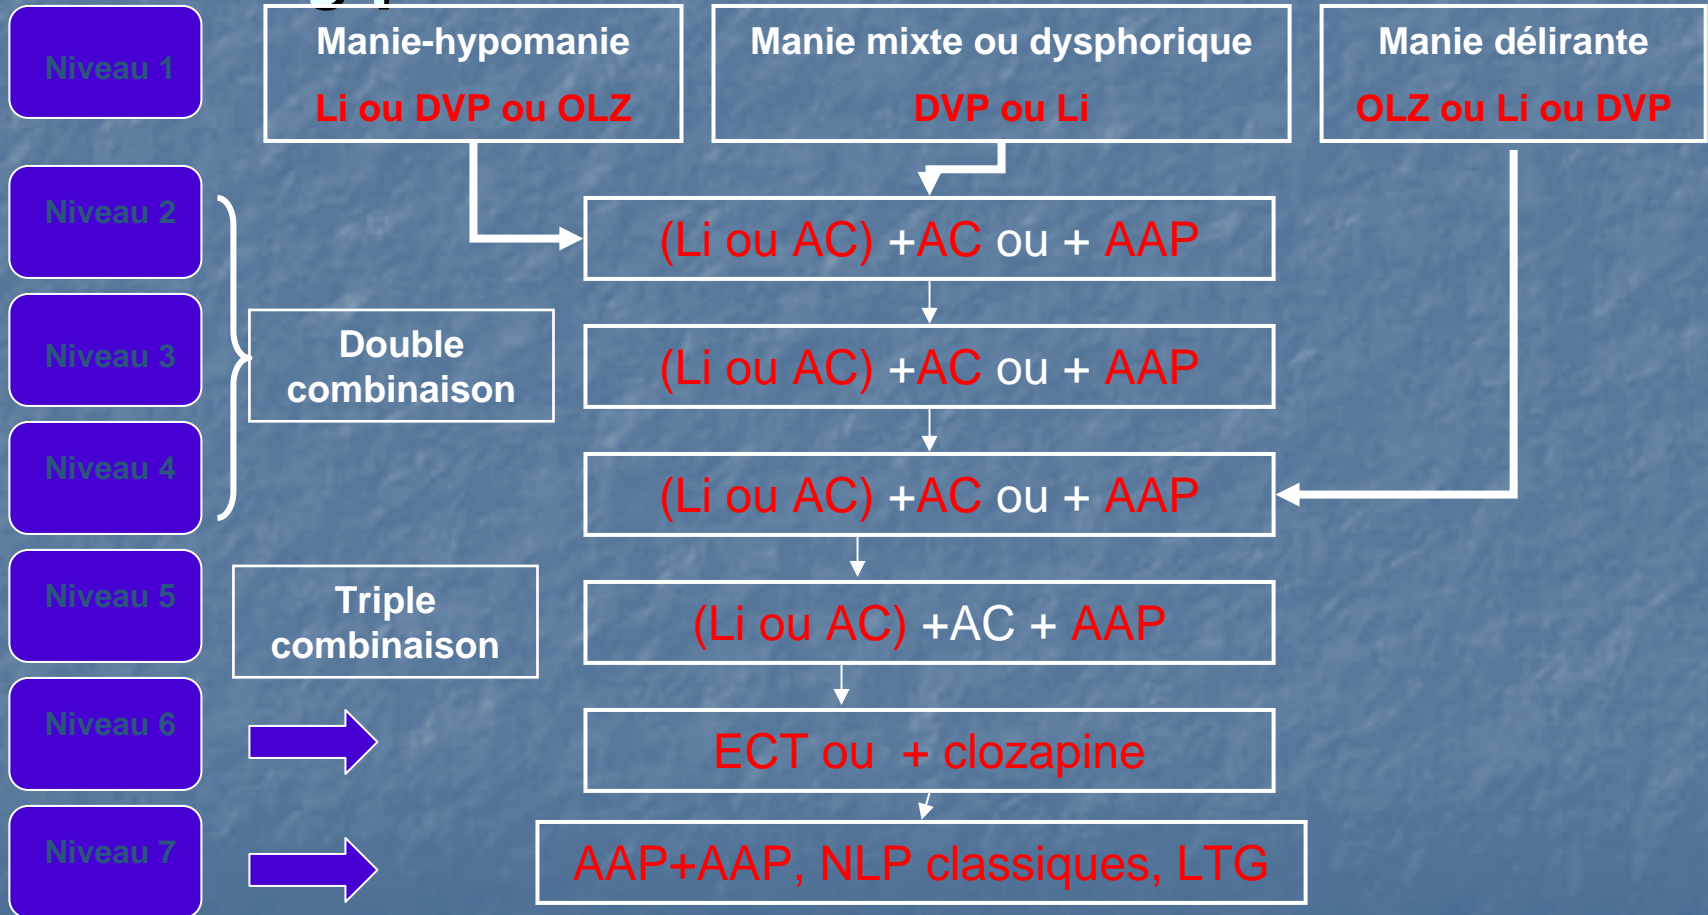 Niveau 1
Manie-hypomanie
Li ou DVP ou OLZ
Manie mixte ou dysphorique
DVP ou Li
Manie délirante
OLZ ou Li ou DVP
Niveau 2
(Li ou AC) +AC ou + AAP
Niveau 3
Double
combinaison
(Li ou AC) +AC ou + AAP
Niveau 4
(Li ou AC) +AC ou + AAP
Niveau 5
Triple
combinaison
(Li ou AC) +AC + AAP
Niveau 6
ECT ou + clozapine
Niveau 7
AAP+AAP, NLP classiques, LTG